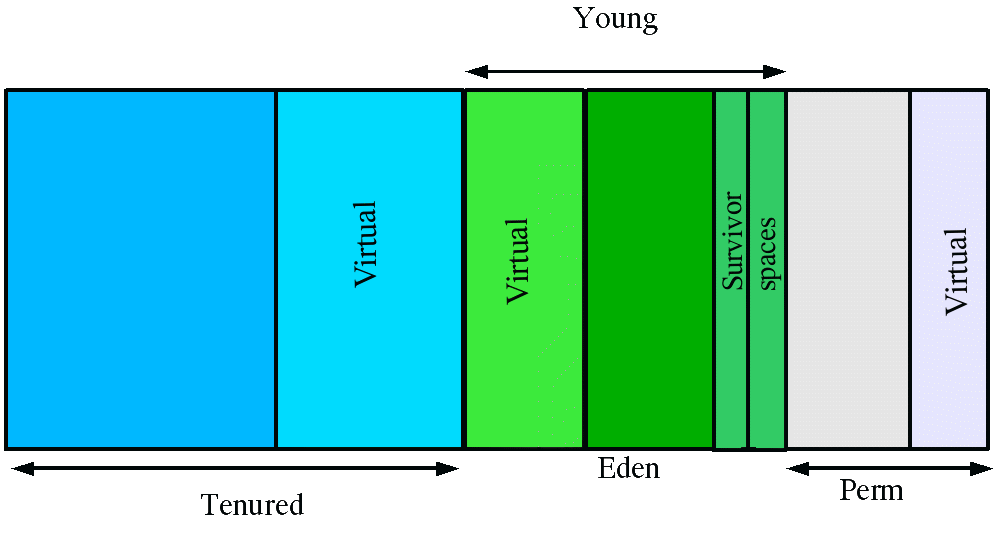 Young
Virtual
Virtual
Survivor
spaces
Virtual
Tenured
Eden
Perm